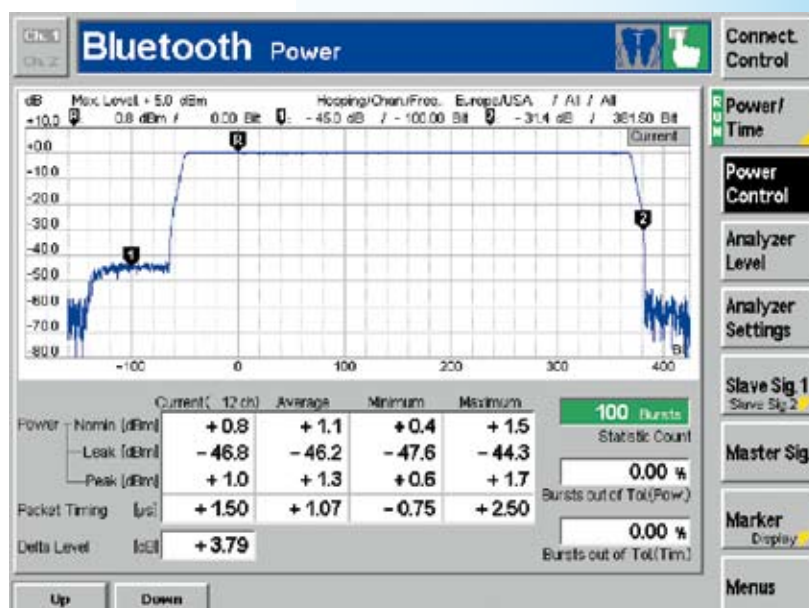 Ch. 1
Ch. 2
Bluetooth Power
Connect.
Control
dB Max. Level: + 5.0 dBm Hopping/Chan./Freq. Europe/USA / All / All
+10.0 R 0.8 dBm / 0.00 Bit 1: - 45.0 dB / - 100.00 Bit 2 - 31.4 dB / 381.50 Bit
Current
+0.0
-10.0
-20.0
-30.0
-40.0
-50.0
-60.0
-70.0
-80.0
R
1
2
-100 0 100 200 300 400 Bit
RUN
Power/
Time
Power
Control
Analyzer
Level
Analyzer
Settings
Slave Sig.1
Slave Sig.2
Master Sig.
Marker
Display
Menus
Current( 12 ch) Average Minimum Maximum
Power Nomin [dBm] + 0.8 + 1.1 + 0.4 + 1.5
Leak [dBm] - 46.8 - 46.2 - 47.6 - 44.3
Peak [dBm] + 1.0 + 1.3 + 0.6 + 1.7
Packet Timing [µs] + 1.50 + 1.07 - 0.75 + 2.50
Delta Level [dB] + 3.79
100 Bursts
Statistic Count
0.00 %
Bursts out of Tol.(Pow.)
0.00 %
Bursts out of Tol.(Tim.)
Up
Down